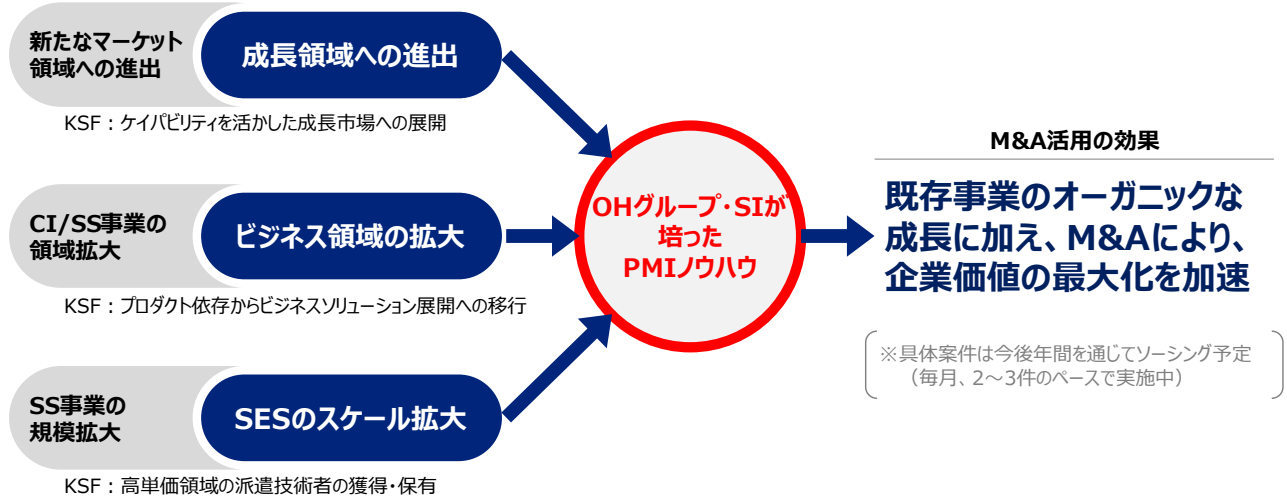 新たなマーケット
領域への進出
成長領域への進出
KSF：ケイパビリティを活かした成長市場への展開
CI/SS事業の
領域拡大
ビジネス領域の拡大
KSF：プロダクト依存からビジネスソリューション展開への移行
SS事業の
規模拡大
SESのスケール拡大
KSF：高単価領域の派遣技術者の獲得・保有
OHグループ・SIが
培った
PMIノウハウ
M&A活用の効果
既存事業のオーガニックな
成長に加え、M&Aにより、
企業価値の最大化を加速
※具体案件は今後年間を通じてソーシング予定
（毎月、2～3件のペースで実施中）